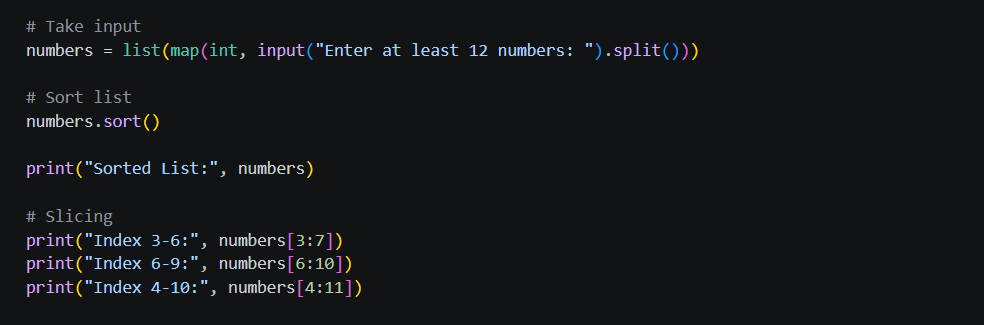 # Take input
numbers = list(map(int, input("Enter at least 12 numbers: ").split()))
# Sort list
numbers.sort()
print("Sorted List:", numbers)
# Slicing
print("Index 3-6:", numbers[3:7])
print("Index 6-9:", numbers[6:10])
print("Index 4-10:", numbers[4:11])